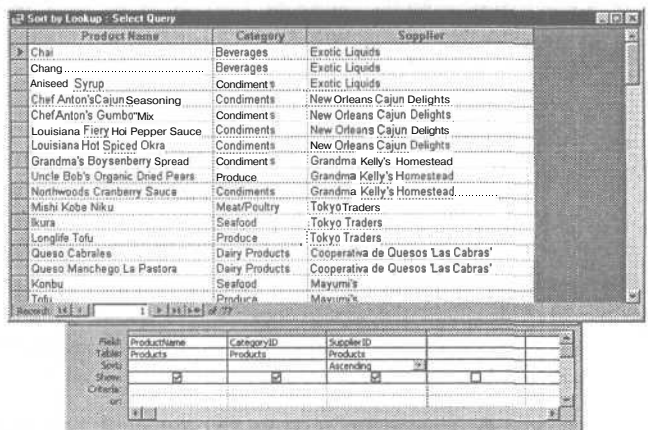 Sort by Lookup : Select Query
Product Name Category Supplier
Chai Beverages Exotic Liquids
Chang Beverages Exotic Liquids
Aniseed Syrup Condiments Exotic Liquids
Chef Anton'sCajun Seasoning Condiments New Orleans Cajun Delights
ChefAnton's Gumbo"Mix Condiments New Orleans Cajun Delights
Louisiana Fiery Hoi Pepper Sauce Condiments New Orleans Cajun Delights
Louisiana Hot Spiced Okra Condiments New Orleans Cajun Delights
Grandma's Boysenberry Spread Condiments Grandma Kelly's Homestead
Uncle Bob's Organic Dried Pears Produce Grandma Kelly's Homestead
Northwoods Cranberry Sauce Condiments Grandma Kelly's Homestead
Mishi Kobe Niku Meat/Poultry Tokyo Traders
Ikura Seafood Tokyo Traders
Longlife Tofu Produce Tokyo Traders
Queso Cabrales Dairy Products Cooperativa de Quesos 'Las Cabras'
Queso Manchego La Pastora Dairy Products Cooperativa de Quesos 'Las Cabras'
Konbu Seafood Mayumi's
Tofu Produce Mayumi's
Record: 1 of 77
Field: ProductName CategoryID SupplierID
Table: Products Products Products
Sort: Ascending
Show:
Criteria:
or: